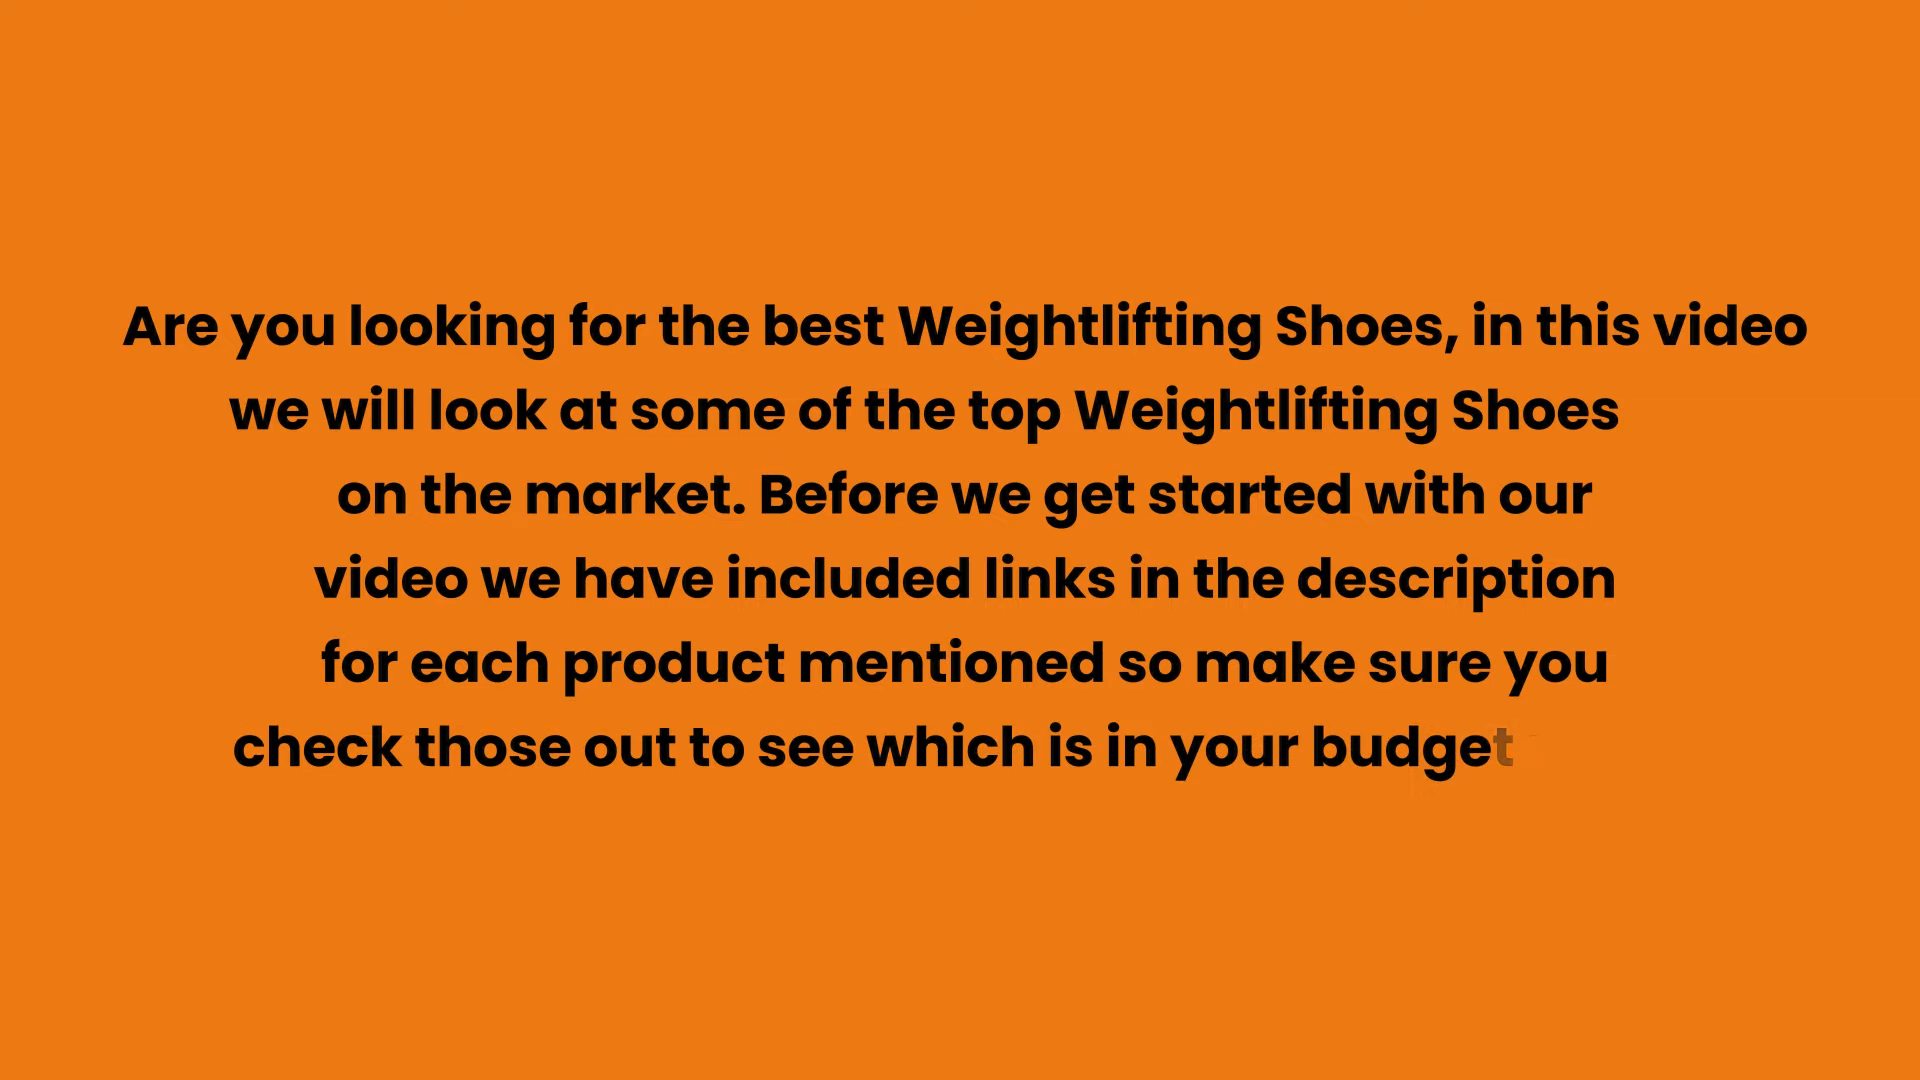 Are you looking for the best Weightlifting Shoes, in this video
we will look at some of the top Weightlifting Shoes
on the market. Before we get started with our
video we have included links in the description
for each product mentioned so make sure you
check those out to see which is in your budget